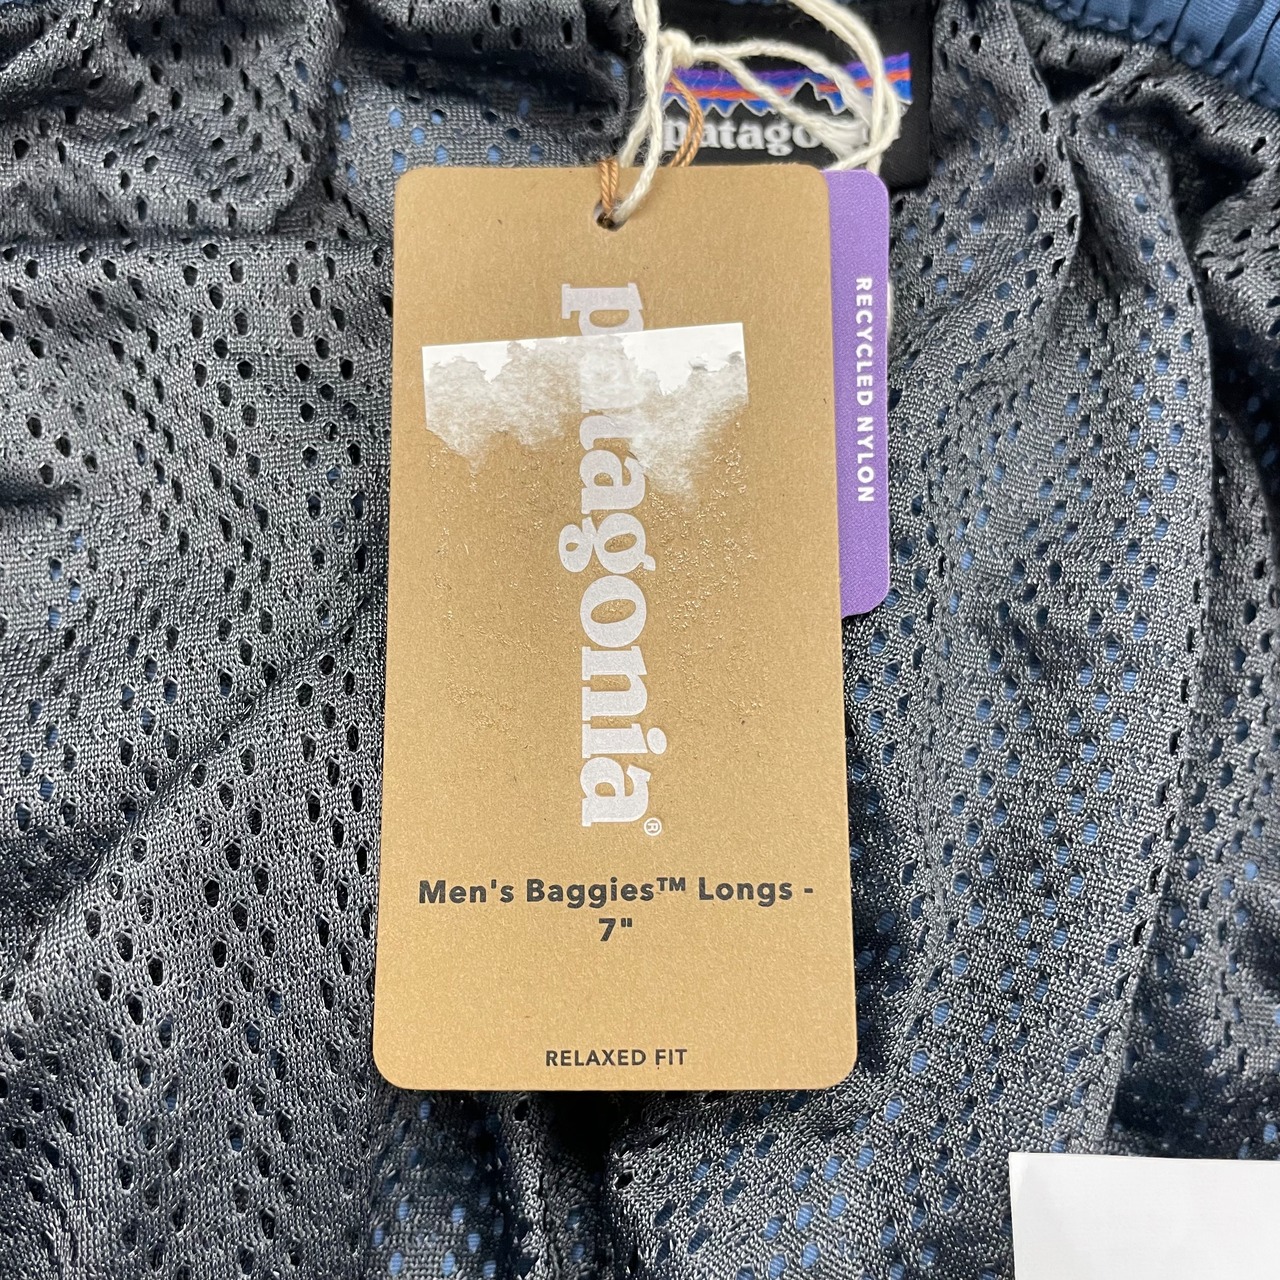 patagonia
patagonia®
RECYCLED NYLON
Men's Baggies™ Longs -
7"
RELAXED FIT